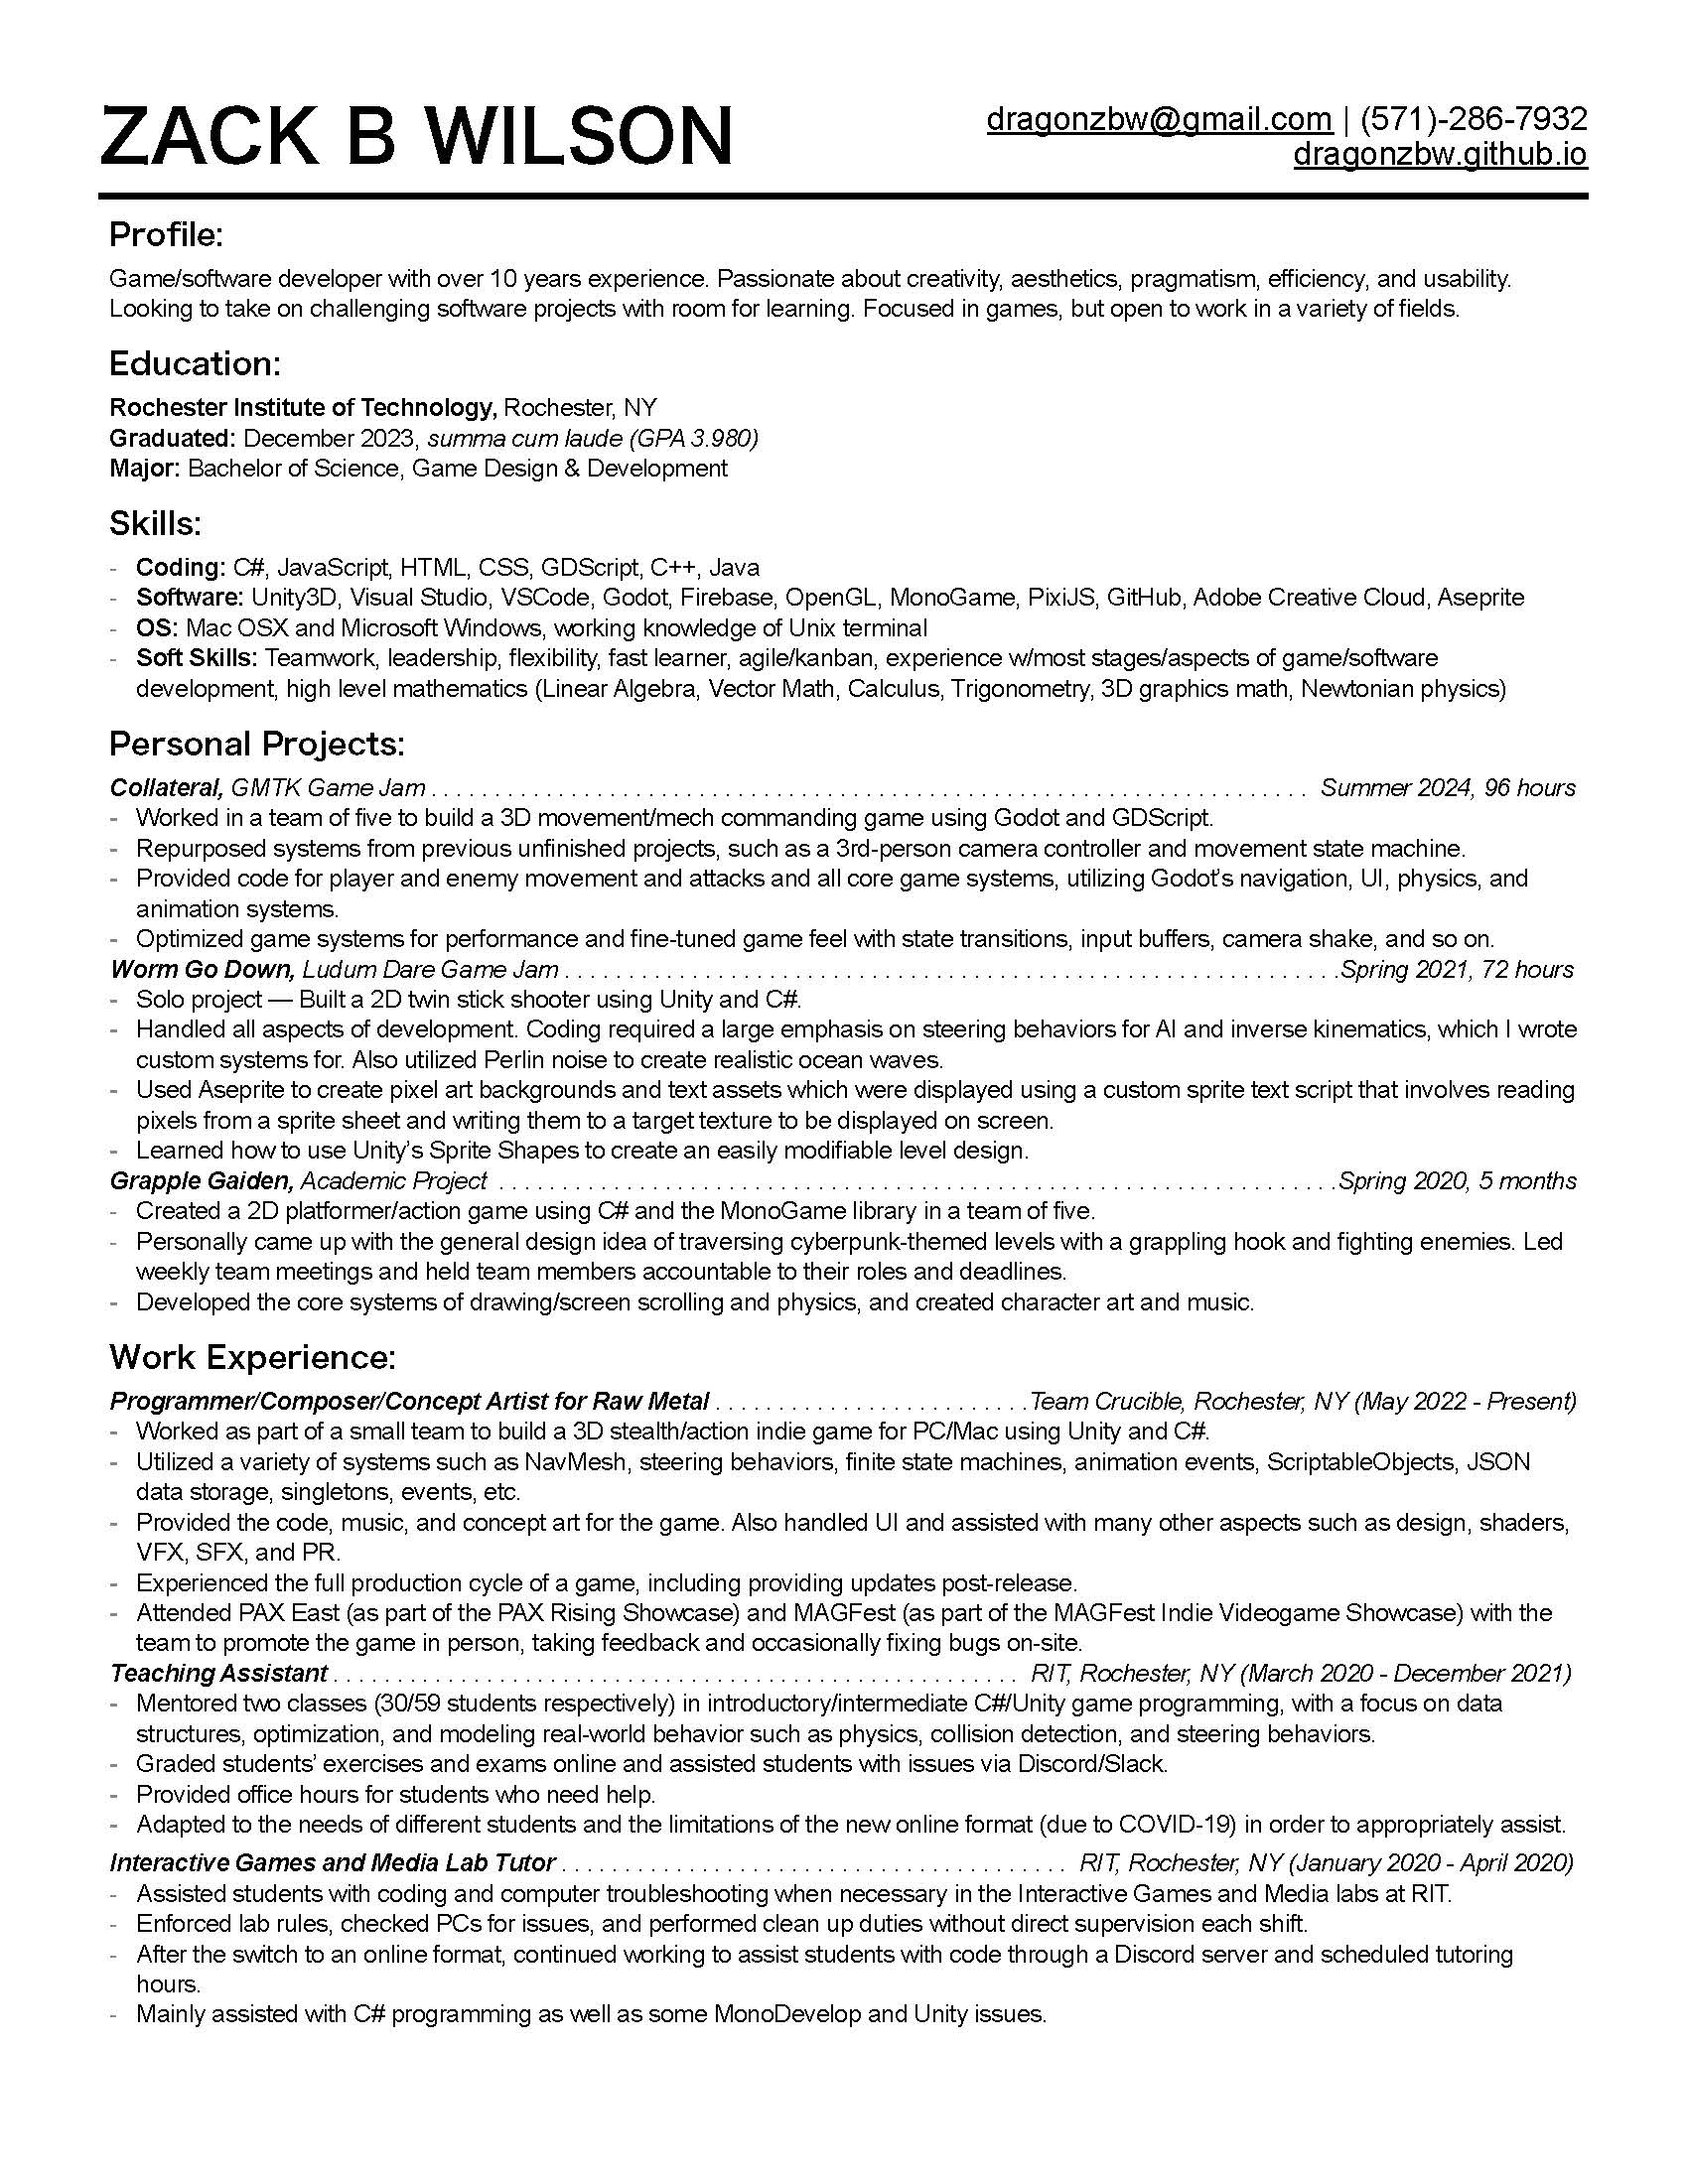 ZACK B WILSON
dragonzbw@gmail.com | (571)-286-7932
dragonzbw.github.io
Profile:
Game/software developer with over 10 years experience. Passionate about creativity, aesthetics, pragmatism, efficiency, and usability.
Looking to take on challenging software projects with room for learning. Focused in games, but open to work in a variety of fields.
Education:
Rochester Institute of Technology, Rochester, NY
Graduated: December 2023, summa cum laude (GPA 3.980)
Major: Bachelor of Science, Game Design & Development
Skills:
- Coding: C#, JavaScript, HTML, CSS, GDScript, C++, Java
- Software: Unity3D, Visual Studio, VSCode, Godot, Firebase, OpenGL, MonoGame, PixiJS, GitHub, Adobe Creative Cloud, Aseprite
- OS: Mac OSX and Microsoft Windows, working knowledge of Unix terminal
- Soft Skills: Teamwork, leadership, flexibility, fast learner, agile/kanban, experience w/most stages/aspects of game/software
development, high level mathematics (Linear Algebra, Vector Math, Calculus, Trigonometry, 3D graphics math, Newtonian physics)
Personal Projects:
Collateral, GMTK Game Jam . . . . . . . . . . . . . . . . . . . . Summer 2024, 96 hours
- Worked in a team of five to build a 3D movement/mech commanding game using Godot and GDScript.
- Repurposed systems from previous unfinished projects, such as a 3rd-person camera controller and movement state machine.
- Provided code for player and enemy movement and attacks and all core game systems, utilizing Godot's navigation, UI, physics, and
animation systems.
- Optimized game systems for performance and fine-tuned game feel with state transitions, input buffers, camera shake, and so on.
Worm Go Down, Ludum Dare Game Jam . . . . . . . . . . . . . . . . . . . . Spring 2021, 72 hours
- Solo project — Built a 2D twin stick shooter using Unity and C#.
- Handled all aspects of development. Coding required a large emphasis on steering behaviors for AI and inverse kinematics, which I wrote
custom systems for. Also utilized Perlin noise to create realistic ocean waves.
- Used Aseprite to create pixel art backgrounds and text assets which were displayed using a custom sprite text script that involves reading
pixels from a sprite sheet and writing them to a target texture to be displayed on screen.
- Learned how to use Unity's Sprite Shapes to create an easily modifiable level design.
Grapple Gaiden, Academic Project . . . . . . . . . . . . . . . . . . . . Spring 2020, 5 months
- Created a 2D platformer/action game using C# and the MonoGame library in a team of five.
- Personally came up with the general design idea of traversing cyberpunk-themed levels with a grappling hook and fighting enemies. Led
weekly team meetings and held team members accountable to their roles and deadlines.
- Developed the core systems of drawing/screen scrolling and physics, and created character art and music.
Work Experience:
Programmer/Composer/Concept Artist for Raw Metal . . . . . . . . . . . . . . . . . . . . Team Crucible, Rochester, NY (May 2022 - Present)
- Worked as part of a small team to build a 3D stealth/action indie game for PC/Mac using Unity and C#.
- Utilized a variety of systems such as NavMesh, steering behaviors, finite state machines, animation events, ScriptableObjects, JSON
data storage, singletons, events, etc.
- Provided the code, music, and concept art for the game. Also handled UI and assisted with many other aspects such as design, shaders,
VFX, SFX, and PR.
- Experienced the full production cycle of a game, including providing updates post-release.
- Attended PAX East (as part of the PAX Rising Showcase) and MAGFest (as part of the MAGFest Indie Videogame Showcase) with the
team to promote the game in person, taking feedback and occasionally fixing bugs on-site.
Teaching Assistant . . . . . . . . . . . . . . . . . . . . RIT, Rochester, NY (March 2020 - December 2021)
- Mentored two classes (30/59 students respectively) in introductory/intermediate C#/Unity game programming, with a focus on data
structures, optimization, and modeling real-world behavior such as physics, collision detection, and steering behaviors.
- Graded students' exercises and exams online and assisted students with issues via Discord/Slack.
- Provided office hours for students who need help.
- Adapted to the needs of different students and the limitations of the new online format (due to COVID-19) in order to appropriately assist.
Interactive Games and Media Lab Tutor . . . . . . . . . . . . . . . . . . . . RIT, Rochester, NY (January 2020 - April 2020)
- Assisted students with coding and computer troubleshooting when necessary in the Interactive Games and Media labs at RIT.
- Enforced lab rules, checked PCs for issues, and performed clean up duties without direct supervision each shift.
- After the switch to an online format, continued working to assist students with code through a Discord server and scheduled tutoring
hours.
- Mainly assisted with C# programming as well as some MonoDevelop and Unity issues.